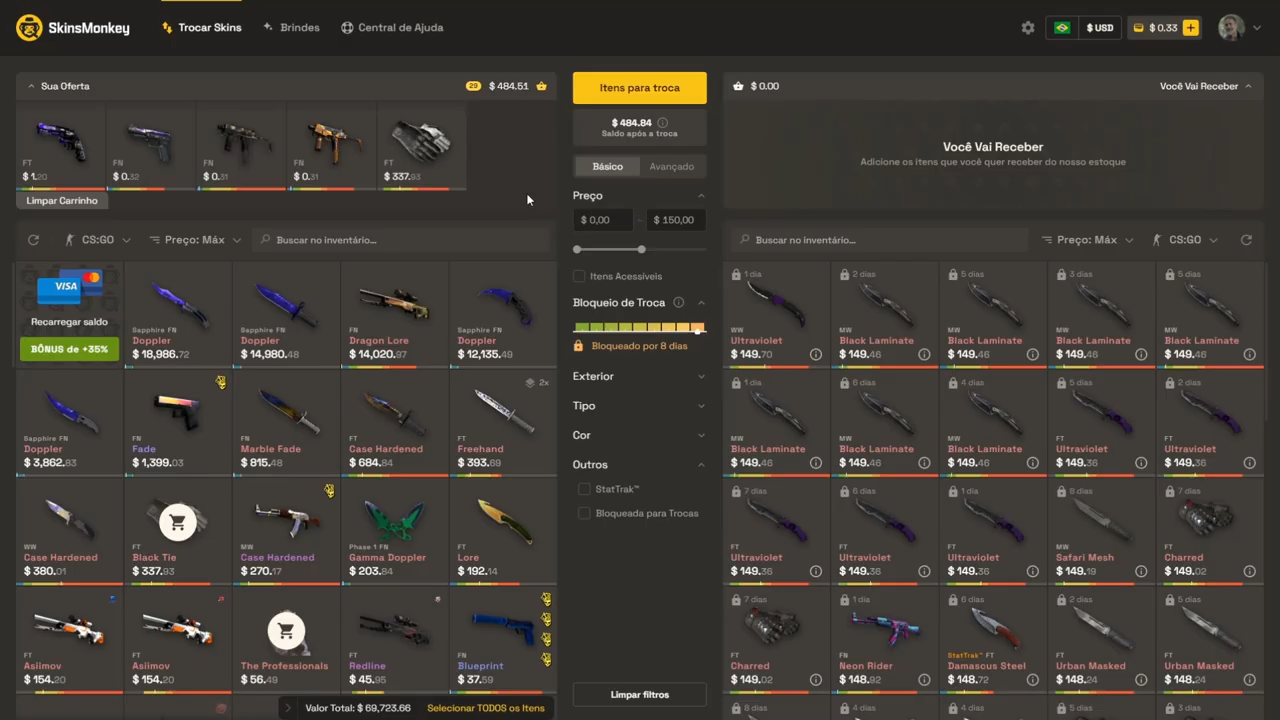 SkinsMonkey
Trocar Skins
Brindes
Central de Ajuda
$ USD
$ 0.33
Sua Oferta
29
$ 484.51
FT
$ 1.20
FN
$ 0.32
FN
$ 0.31
FN
$ 0.31
FT
$ 337.93
Limpar Carrinho
Itens para troca
$ 484.84
Saldo após a troca
Básico
Avançado
Preço
$ 0,00
-
$ 150,00
Itens Acessíveis
Bloqueio de Troca
Bloqueado por 8 dias
Exterior
Tipo
Cor
Outros
StatTrak™
Bloqueada para Trocas
Limpar filtros
$ 0.00
Você Vai Receber
Você Vai Receber
Adicione os itens que você quer receber do nosso estoque
CS:GO
Preço: Máx
Buscar no inventário...
VISA
Recarregar saldo
BÔNUS de +35%
Sapphire FN
Doppler
$ 18,986.72
Sapphire FN
Doppler
$ 14,980.48
FN
Dragon Lore
$ 14,020.97
Sapphire FN
Doppler
$ 12,135.49
Sapphire FN
Doppler
$ 3,862.83
FN
Fade
$ 1,399.03
FN
Marble Fade
$ 815.48
FT
Case Hardened
$ 684.84
2x
FT
Freehand
$ 393.69
WW
Case Hardened
$ 380.01
FT
Black Tie
$ 337.93
MW
Case Hardened
$ 270.17
Phase 1 FN
Gamma Doppler
$ 203.84
FT
Lore
$ 192.14
FT
Asiimov
$ 154.20
FT
Asiimov
$ 154.20
The Professionals
$ 56.49
FT
Redline
$ 45.95
FN
Blueprint
$ 37.59
Valor Total: $ 69,723.66
Selecionar TODOS os Itens
Buscar no inventário...
Preço: Máx
CS:GO
1 dia
MW
Ultraviolet
$ 149.70
2 dias
MW
Black Laminate
$ 149.46
5 dias
MW
Black Laminate
$ 149.46
3 dias
MW
Black Laminate
$ 149.46
5 dias
MW
Black Laminate
$ 149.46
1 dia
MW
Black Laminate
$ 149.46
6 dias
MW
Black Laminate
$ 149.46
4 dias
MW
Black Laminate
$ 149.46
5 dias
FT
Ultraviolet
$ 149.36
2 dias
FT
Ultraviolet
$ 149.36
7 dias
FT
Ultraviolet
$ 149.36
6 dias
FT
Ultraviolet
$ 149.36
1 dia
FT
Ultraviolet
$ 149.36
8 dias
MW
Safari Mesh
$ 149.19
7 dias
FT
Charred
$ 149.02
7 dias
FT
Charred
$ 149.02
1 dia
FN
Neon Rider
$ 148.92
6 dias
StatTrak™ FT
Damascus Steel
$ 148.72
2 dias
MW
Urban Masked
$ 148.24
5 dias
MW
Urban Masked
$ 148.24
8 dias
5 dias
4 dias